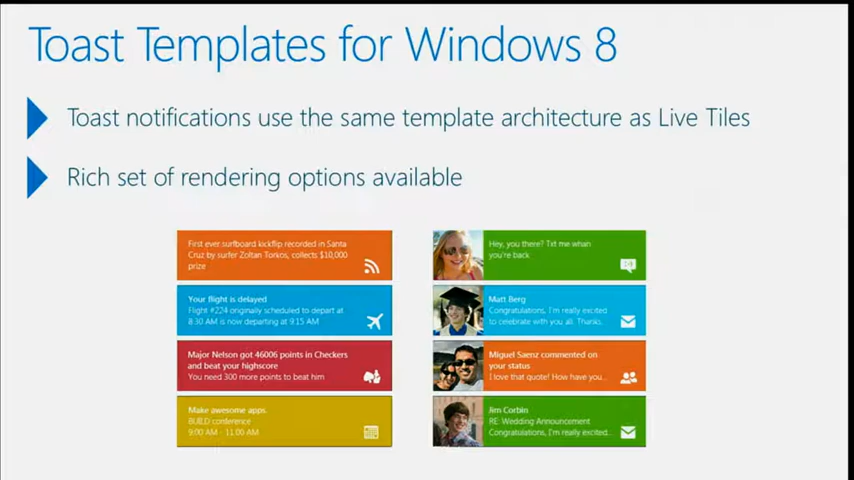 Toast Templates for Windows 8
Toast notifications use the same template architecture as Live Tiles
Rich set of rendering options available
First ever surfboard kickflip recorded in Santa
Cruz by surfer Zoltan Torkos, collects $10,000
prize
Your flight is delayed
Flight #224 originally scheduled to depart at
8:30 AM is now departing at 9:15 AM
Major Nelson got 46006 points in Checkers
and beat your highscore
You need 300 more points to beat him
Make awesome apps.
BUILD conference
9:00 AM - 11:00 AM
Hey, you there? Txt me whan
you're back
Matt Berg
Congratulations, I'm really excited
to celebrate with you all. Thanks.
Miguel Saenz commented on
your status
I love that quote! How have you...
Jim Corbin
RE: Wedding Announcement
Congratulations, I'm really excited...